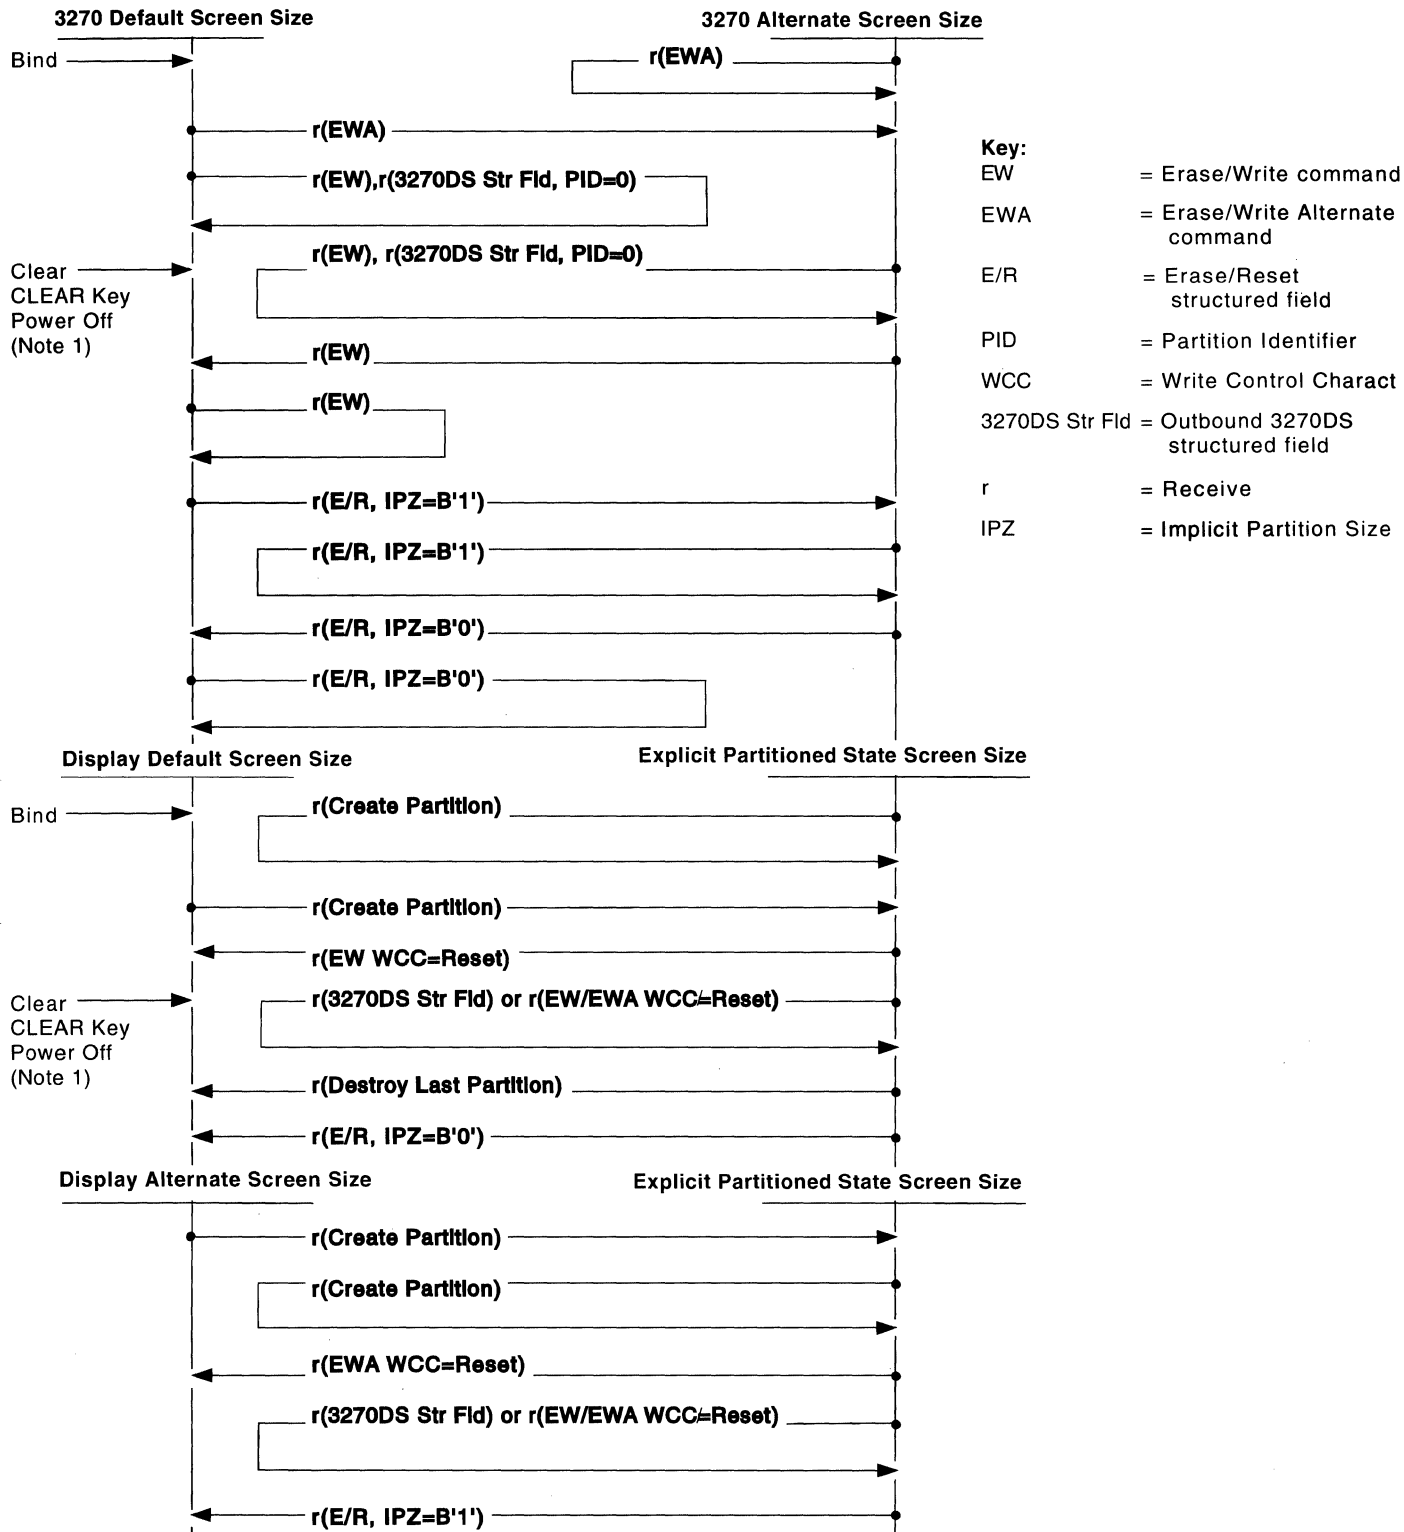 3270 Default Screen Size
3270 Alternate Screen Size
Bind
r(EWA)
r(EWA)
r(EW),r(3270DS Str Fld, PID=0)
r(EW), r(3270DS Str Fld, PID=0)
Clear
CLEAR Key
Power Off
(Note 1)
r(EW)
r(EW)
r(E/R, IPZ=B'1')
r(E/R, IPZ=B'1')
r(E/R, IPZ=B'0')
r(E/R, IPZ=B'0')
Key:
EW = Erase/Write command
EWA = Erase/Write Alternate
command
E/R = Erase/Reset
structured field
PID = Partition Identifier
WCC = Write Control Charact
3270DS Str Fld = Outbound 3270DS
structured field
r = Receive
IPZ = Implicit Partition Size
Display Default Screen Size
Explicit Partitioned State Screen Size
Bind
r(Create Partition)
r(Create Partition)
r(EW WCC=Reset)
Clear
CLEAR Key
Power Off
(Note 1)
r(3270DS Str Fld) or r(EW/EWA WCC≠Reset)
r(Destroy Last Partition)
r(E/R, IPZ=B'0')
Display Alternate Screen Size
Explicit Partitioned State Screen Size
r(Create Partition)
r(Create Partition)
r(EWA WCC=Reset)
r(3270DS Str Fld) or r(EW/EWA WCC≠Reset)
r(E/R, IPZ=B'1')